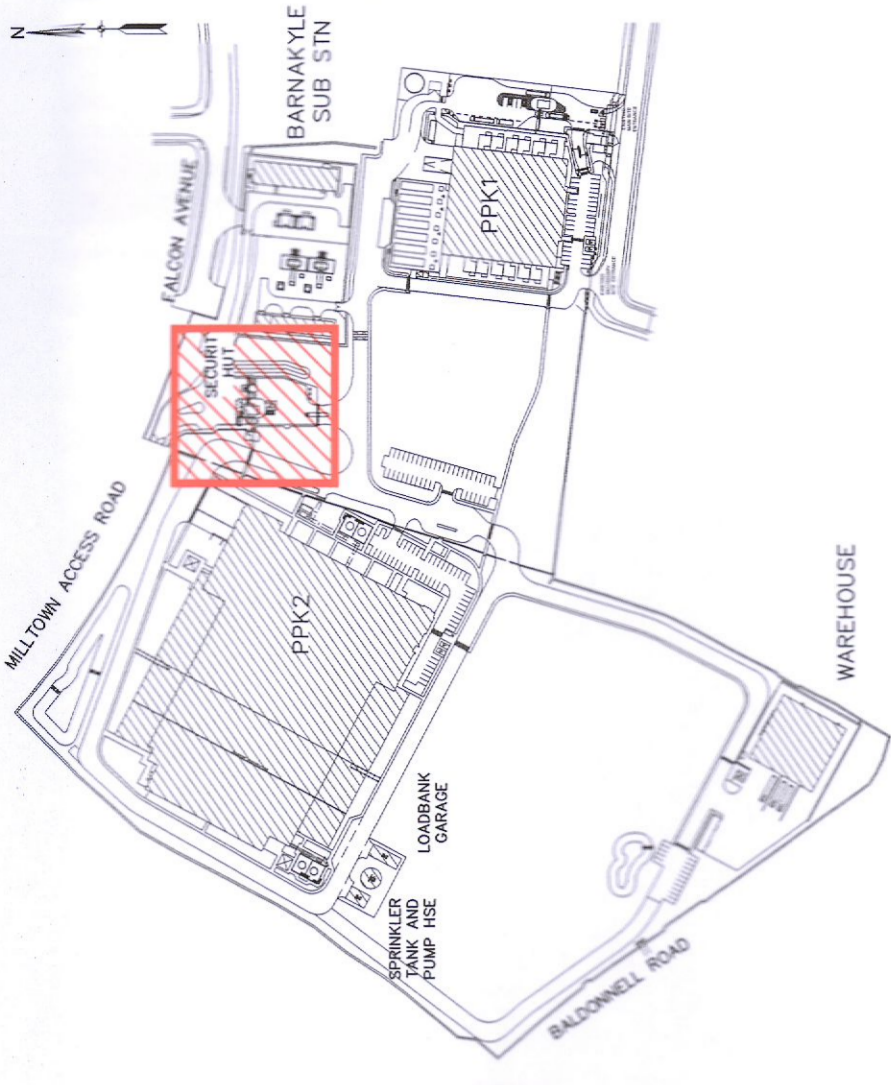 N
FALCON AVENUE
BARNAKYLE
SUB STN
MILLTOWN ACCESS ROAD
SECURIT
HUT
PPK1
PPK2
LOADBANK
GARAGE
SPRINKLER
TANK AND
PUMP HSE
WAREHOUSE
BALDONNELL ROAD